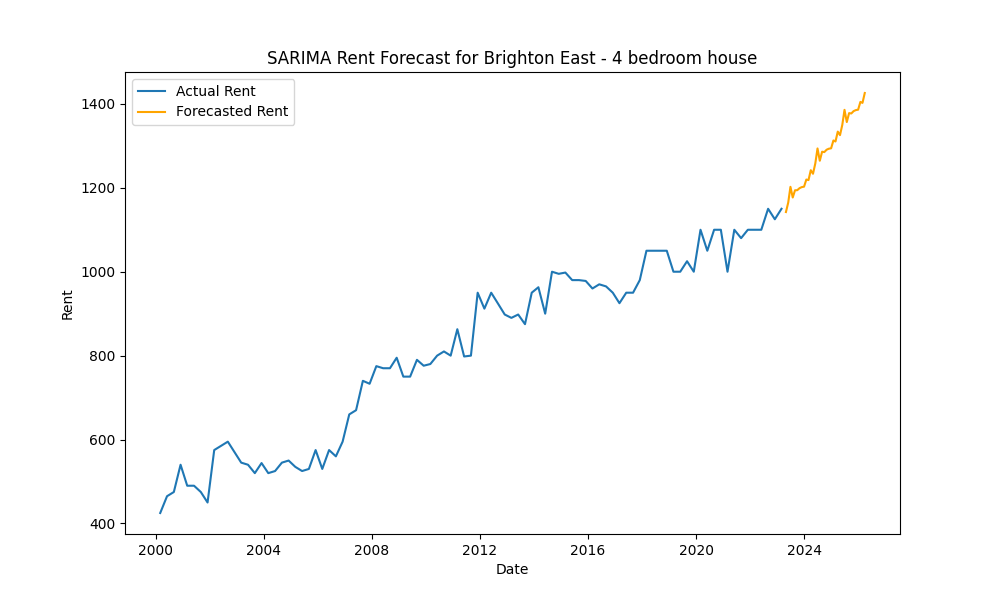 SARIMA Rent Forecast for Brighton East - 4 bedroom house
Actual Rent
Forecasted Rent
1400
1200
1000
800
600
400
Rent
2000 2004 2008 2012 2016 2020 2024
Date